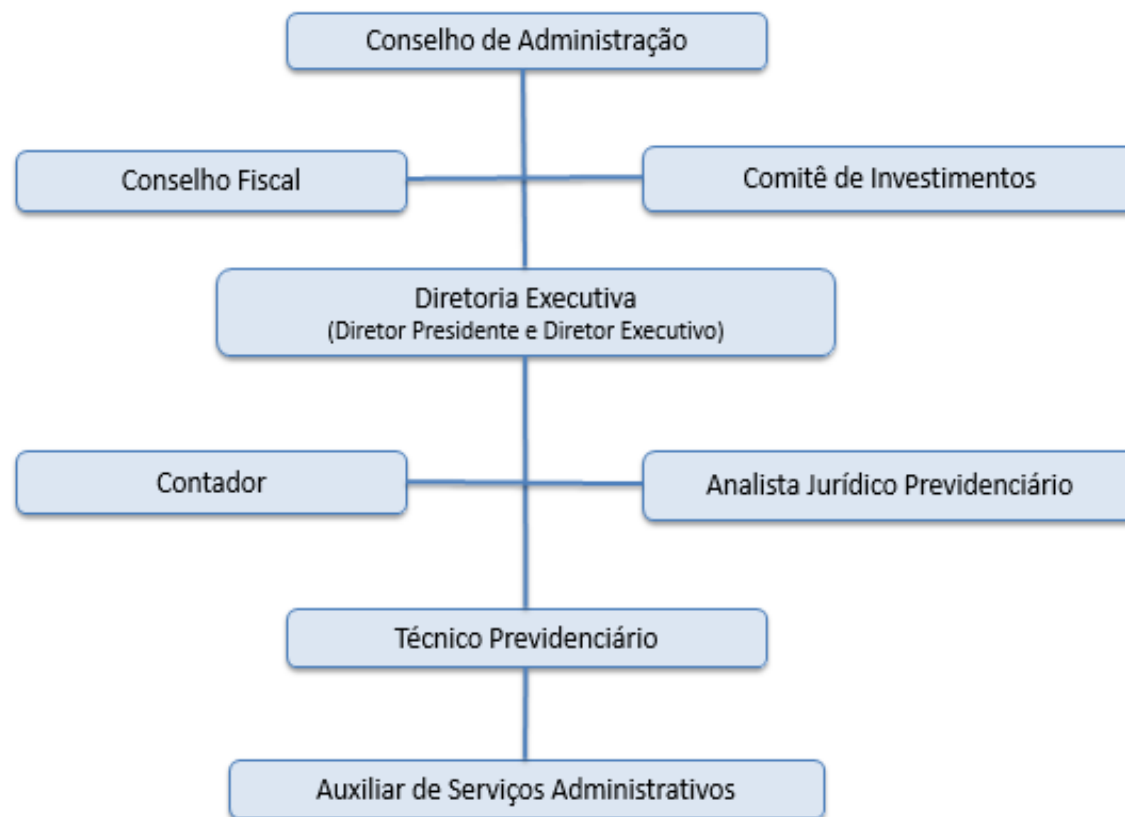 Conselho de Administração
Conselho Fiscal
Comitê de Investimentos
Diretoria Executiva
(Diretor Presidente e Diretor Executivo)
Contador
Analista Jurídico Previdenciário
Técnico Previdenciário
Auxiliar de Serviços Administrativos